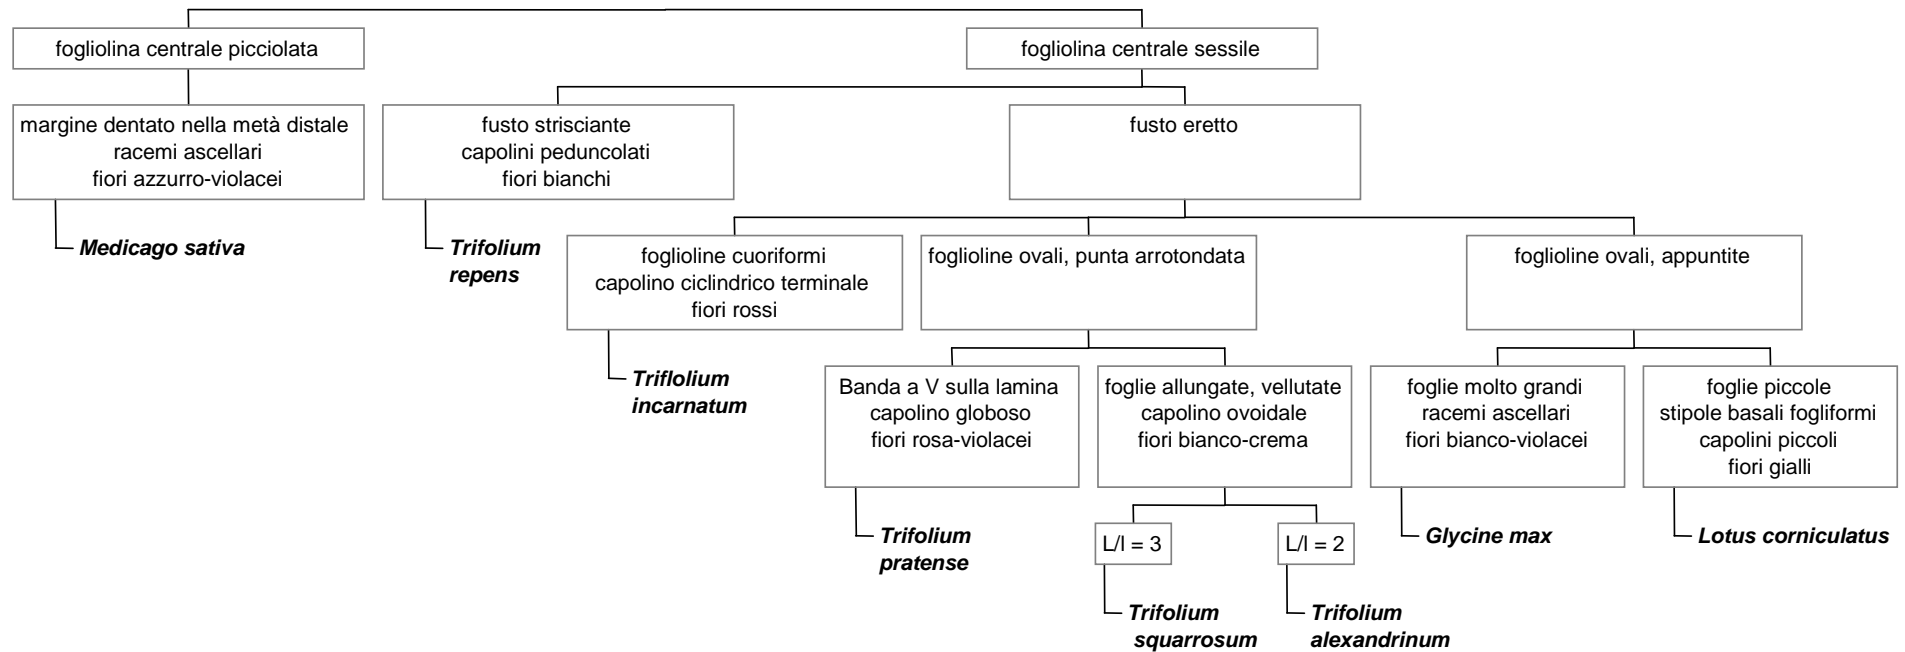 fogliolina centrale picciolata
fogliolina centrale sessile
margine dentato nella metà distale
racemi ascellari
fiori azzurro-violacei
fusto strisciante
capolini peduncolati
fiori bianchi
fusto eretto
Medicago sativa
Trifolium
repens
foglioline cuoriformi
capolino ciclindrico terminale
fiori rossi
foglioline ovali, punta arrotondata
foglioline ovali, appuntite
Triflolium
incarnatum
Banda a V sulla lamina
capolino globoso
fiori rosa-violacei
foglie allungate, vellutate
capolino ovoidale
fiori bianco-crema
foglie molto grandi
racemi ascellari
fiori bianco-violacei
foglie piccole
stipole basali fogliformi
capolini piccoli
fiori gialli
Trifolium
pratense
L/l = 3
L/l = 2
Glycine max
Lotus corniculatus
Trifolium
squarrosum
Trifolium
alexandrinum